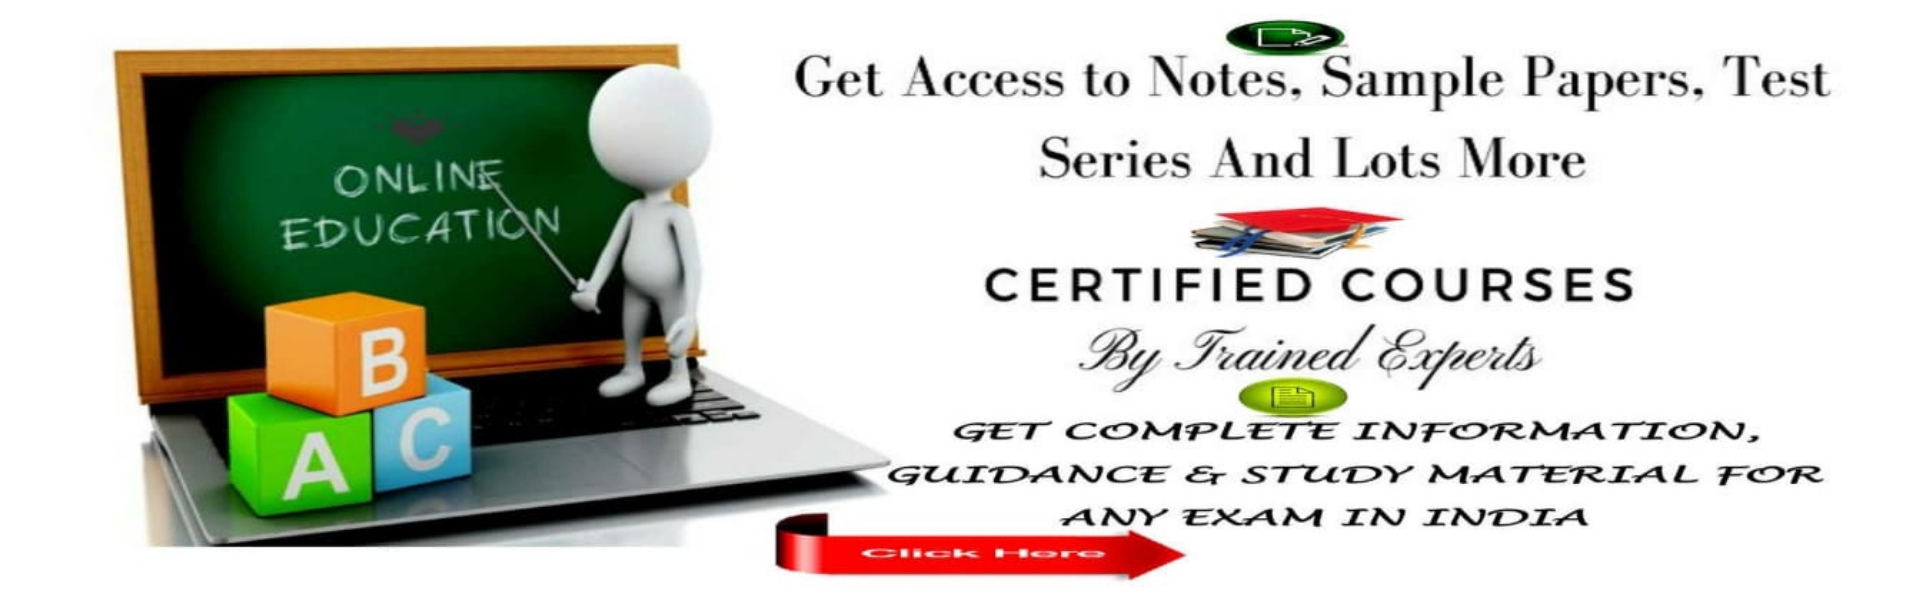 ONLINE
EDUCATION
B
A
C
Get Access to Notes, Sample Papers, Test
Series And Lots More
CERTIFIED COURSES
By Trained Experts
GET COMPLETE INFORMATION,
GUIDANCE & STUDY MATERIAL FOR
ANY EXAM IN INDIA
Click Here